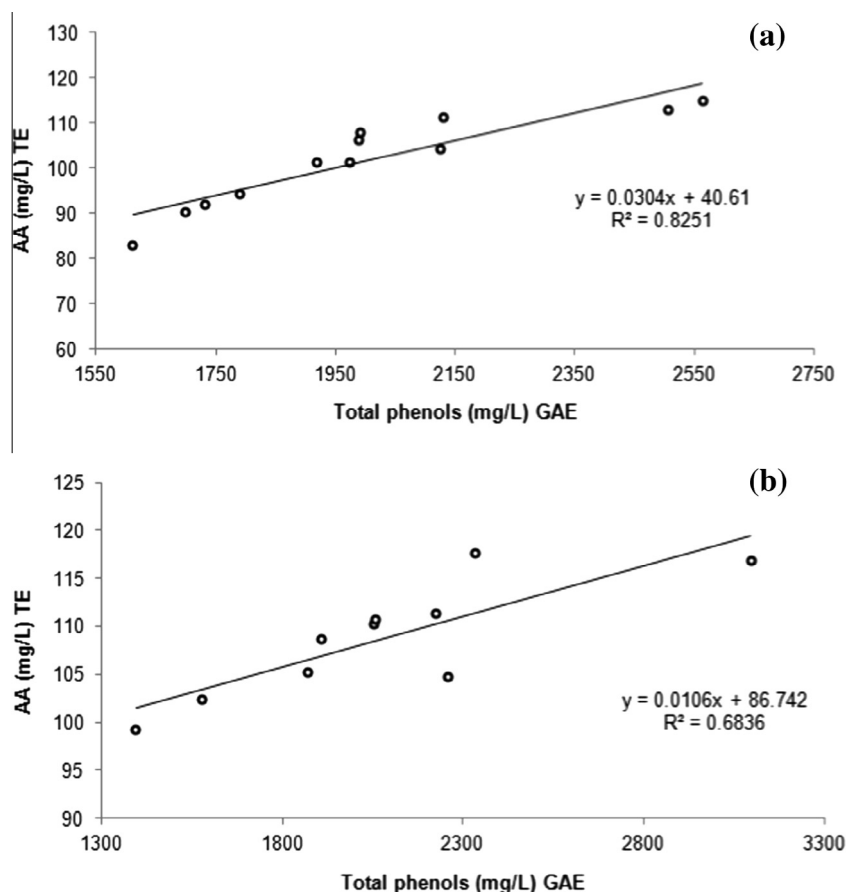 (a)
130
120
110
100
90
80
70
60
AA (mg/L) TE
y = 0.0304x + 40.61
R² = 0.8251
1550 1750 1950 2150 2350 2550 2750
Total phenols (mg/L) GAE
(b)
125
120
115
110
105
100
95
90
AA (mg/L) TE
y = 0.0106x + 86.742
R² = 0.6836
1300 1800 2300 2800 3300
Total phenols (mg/L) GAE